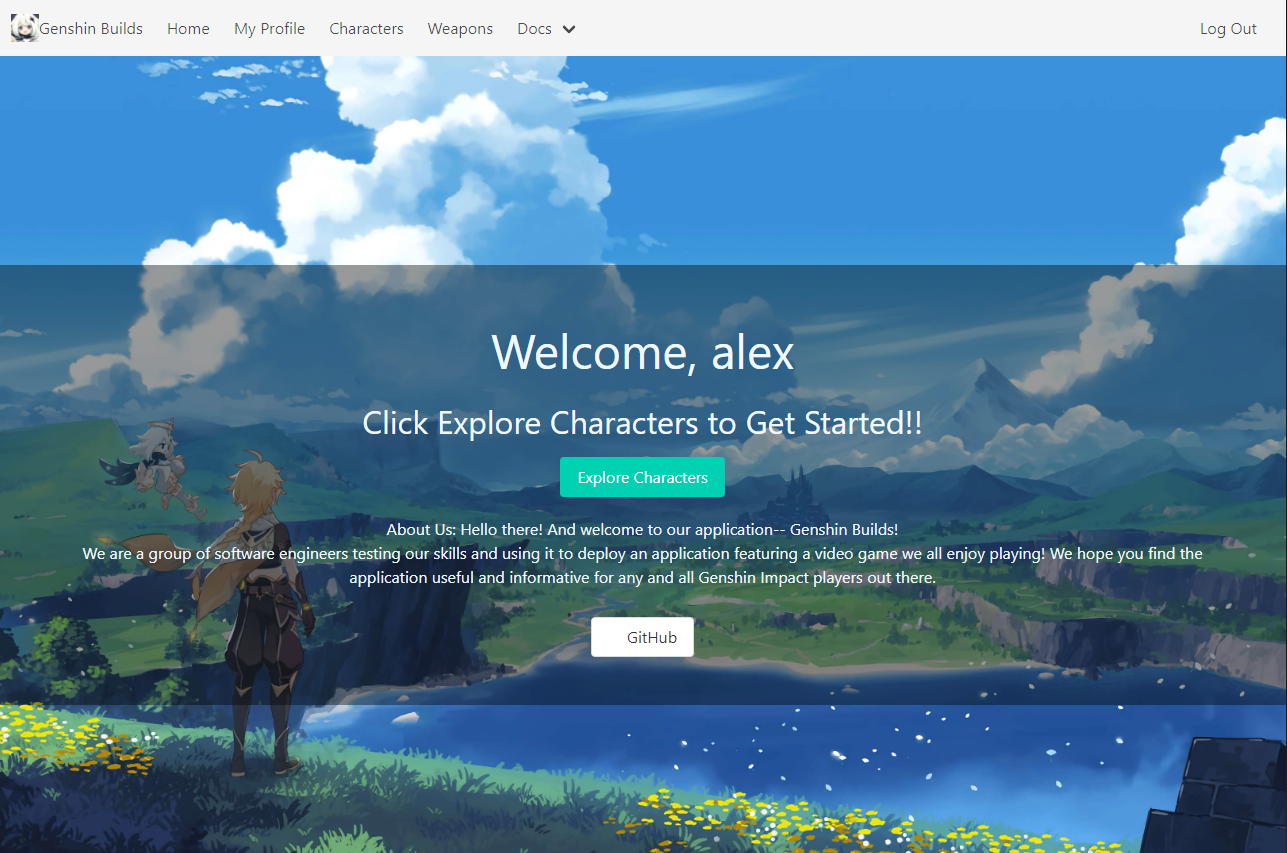 Genshin Builds Home My Profile Characters Weapons Docs Log Out
Welcome, alex
Click Explore Characters to Get Started!!
Explore Characters
About Us: Hello there! And welcome to our application-- Genshin Builds!
We are a group of software engineers testing our skills and using it to deploy an application featuring a video game we all enjoy playing! We hope you find the
application useful and informative for any and all Genshin Impact players out there.
GitHub